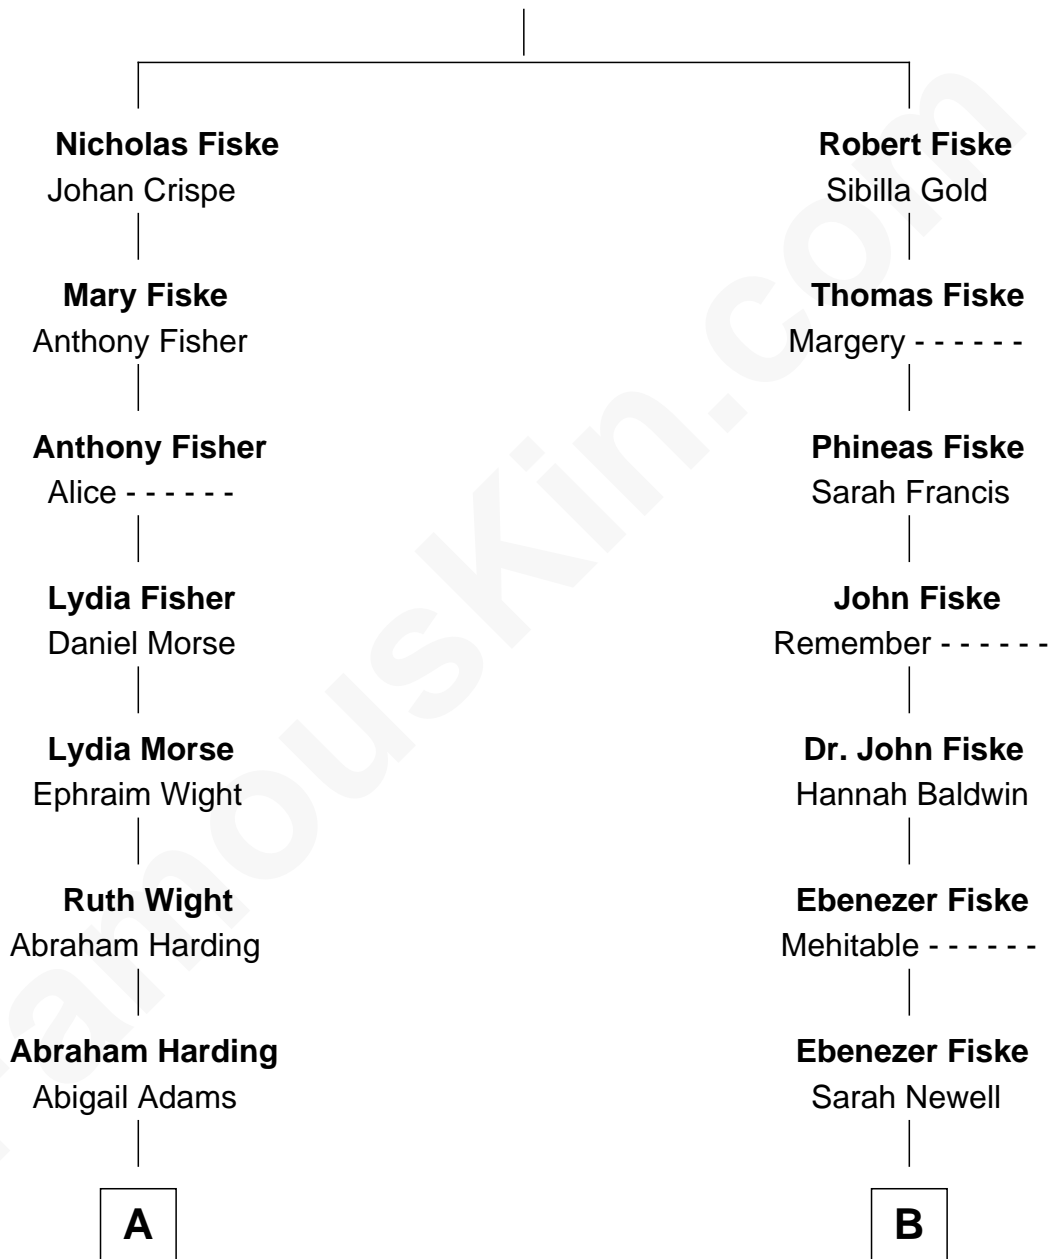 Nicholas Fiske
Johan Crispe
Mary Fiske
Anthony Fisher
Anthony Fisher
Alice - - - - - -
Lydia Fisher
Daniel Morse
Lydia Morse
Ephraim Wight
Ruth Wight
Abraham Harding
Abraham Harding
Abigail Adams
A
Robert Fiske
Sibilla Gold
Thomas Fiske
Margery - - - - - -
Phineas Fiske
Sarah Francis
John Fiske
Remember - - - - - -
Dr. John Fiske
Hannah Baldwin
Ebenezer Fiske
Mehitable - - - - - -
Ebenezer Fiske
Sarah Newell
B
FamousKin.com